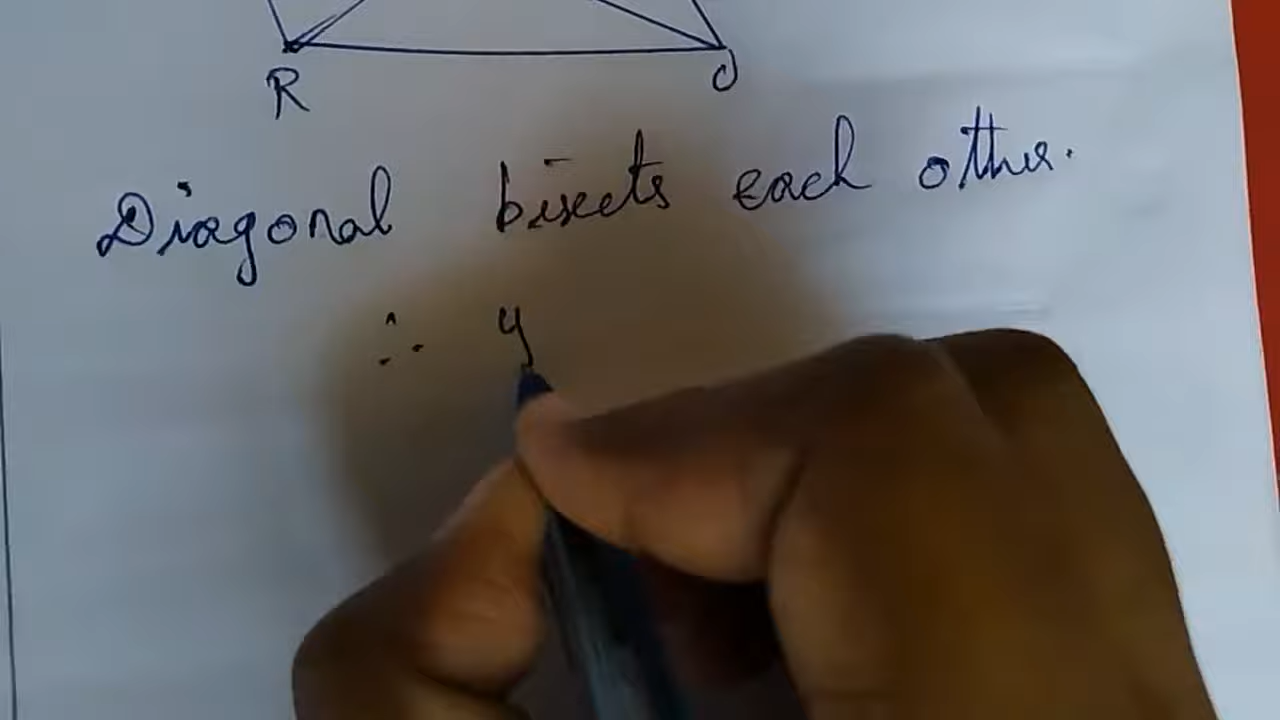 R O
Diagonal bisects each other.
∴ y